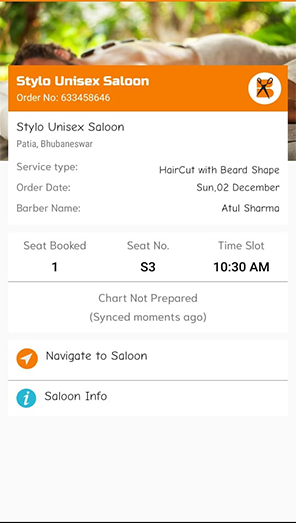 Stylo Unisex Saloon
Order No: 633458646
Stylo Unisex Saloon
Patia, Bhubaneswar
Service type: HairCut with Beard Shape
Order Date: Sun,02 December
Barber Name: Atul Sharma
Seat Booked Seat No. Time Slot
1 S3 10:30 AM
Chart Not Prepared
(Synced moments ago)
Navigate to Saloon
i Saloon Info